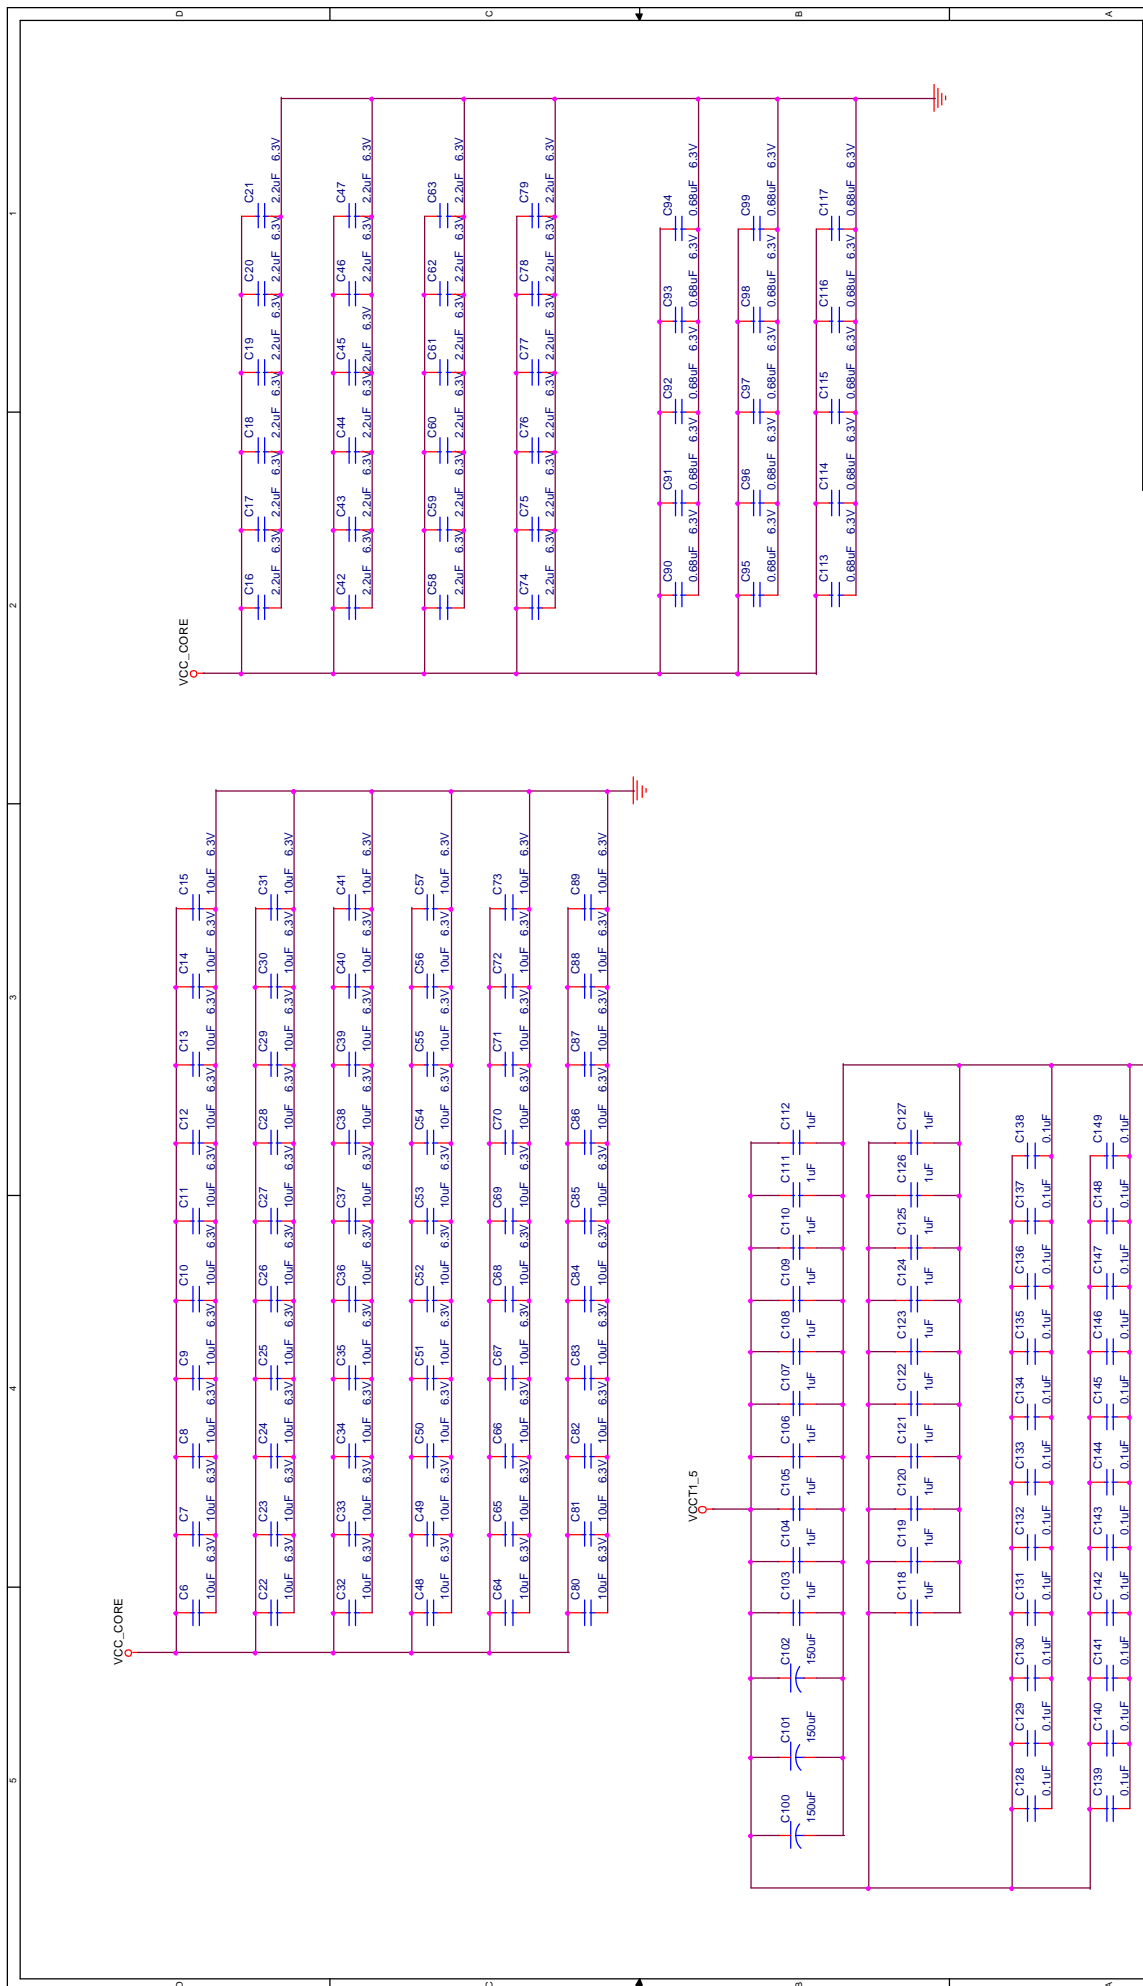 5 4 3 2 1
VCC_CORE
D D
C6 C7 C8 C9 C10 C11 C12 C13 C14 C15
10uF 6.3V 10uF 6.3V 10uF 6.3V 10uF 6.3V 10uF 6.3V 10uF 6.3V 10uF 6.3V 10uF 6.3V 10uF 6.3V 10uF 6.3V
C22 C23 C24 C25 C26 C27 C28 C29 C30 C31
10uF 6.3V 10uF 6.3V 10uF 6.3V 10uF 6.3V 10uF 6.3V 10uF 6.3V 10uF 6.3V 10uF 6.3V 10uF 6.3V 10uF 6.3V
C32 C33 C34 C35 C36 C37 C38 C39 C40 C41
10uF 6.3V 10uF 6.3V 10uF 6.3V 10uF 6.3V 10uF 6.3V 10uF 6.3V 10uF 6.3V 10uF 6.3V 10uF 6.3V 10uF 6.3V
C48 C49 C50 C51 C52 C53 C54 C55 C56 C57
10uF 6.3V 10uF 6.3V 10uF 6.3V 10uF 6.3V 10uF 6.3V 10uF 6.3V 10uF 6.3V 10uF 6.3V 10uF 6.3V 10uF 6.3V
C C
C64 C65 C66 C67 C68 C69 C70 C71 C72 C73
10uF 6.3V 10uF 6.3V 10uF 6.3V 10uF 6.3V 10uF 6.3V 10uF 6.3V 10uF 6.3V 10uF 6.3V 10uF 6.3V 10uF 6.3V
C80 C81 C82 C83 C84 C85 C86 C87 C88 C89
10uF 6.3V 10uF 6.3V 10uF 6.3V 10uF 6.3V 10uF 6.3V 10uF 6.3V 10uF 6.3V 10uF 6.3V 10uF 6.3V 10uF 6.3V
VCC_CORE
C16 C17 C18 C19 C20 C21
2.2uF 6.3V 2.2uF 6.3V 2.2uF 6.3V 2.2uF 6.3V 2.2uF 6.3V 2.2uF 6.3V
C42 C43 C44 C45 C46 C47
2.2uF 6.3V 2.2uF 6.3V 2.2uF 6.3V 2.2uF 6.3V 2.2uF 6.3V 2.2uF 6.3V
C58 C59 C60 C61 C62 C63
2.2uF 6.3V 2.2uF 6.3V 2.2uF 6.3V 2.2uF 6.3V 2.2uF 6.3V 2.2uF 6.3V
C74 C75 C76 C77 C78 C79
2.2uF 6.3V 2.2uF 6.3V 2.2uF 6.3V 2.2uF 6.3V 2.2uF 6.3V 2.2uF 6.3V
C90 C91 C92 C93 C94
0.68uF 6.3V 0.68uF 6.3V 0.68uF 6.3V 0.68uF 6.3V 0.68uF 6.3V
C95 C96 C97 C98 C99
0.68uF 6.3V 0.68uF 6.3V 0.68uF 6.3V 0.68uF 6.3V 0.68uF 6.3V
C113 C114 C115 C116 C117
0.68uF 6.3V 0.68uF 6.3V 0.68uF 6.3V 0.68uF 6.3V 0.68uF 6.3V
VCCT1_5
C100 C101 C102 C103 C104 C105 C106 C107 C108 C109 C110 C111 C112
B B
150uF 150uF 150uF 1uF 1uF 1uF 1uF 1uF 1uF 1uF 1uF 1uF 1uF
C118 C119 C120 C121 C122 C123 C124 C125 C126 C127
1uF 1uF 1uF 1uF 1uF 1uF 1uF 1uF 1uF 1uF
C128 C129 C130 C131 C132 C133 C134 C135 C136 C137 C138
0.1uF 0.1uF 0.1uF 0.1uF 0.1uF 0.1uF 0.1uF 0.1uF 0.1uF 0.1uF 0.1uF
C139 C140 C141 C142 C143 C144 C145 C146 C147 C148 C149
0.1uF 0.1uF 0.1uF 0.1uF 0.1uF 0.1uF 0.1uF 0.1uF 0.1uF 0.1uF 0.1uF
A A